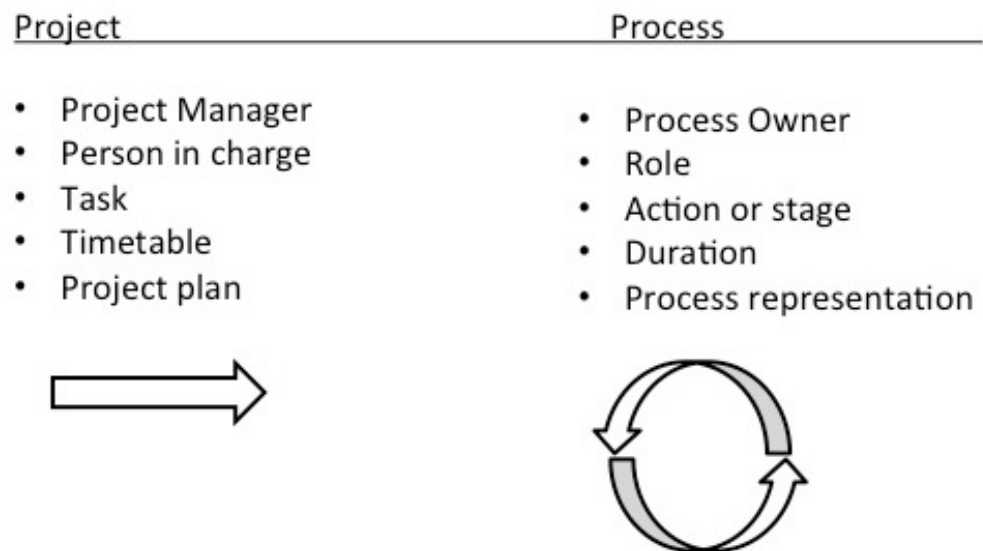 Project
Process
• Project Manager
• Person in charge
• Task
• Timetable
• Project plan
• Process Owner
• Role
• Action or stage
• Duration
• Process representation